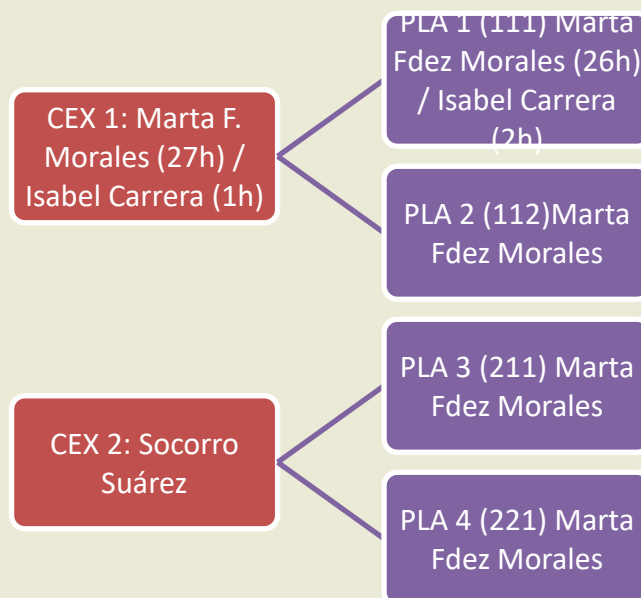 CEX 1: Marta F.
Morales (27h) /
Isabel Carrera (1h)
PLA 1 (111) Marta
Fdez Morales (26h)
/ Isabel Carrera
(2h)
PLA 2 (112)Marta
Fdez Morales
CEX 2: Socorro
Suárez
PLA 3 (211) Marta
Fdez Morales
PLA 4 (221) Marta
Fdez Morales